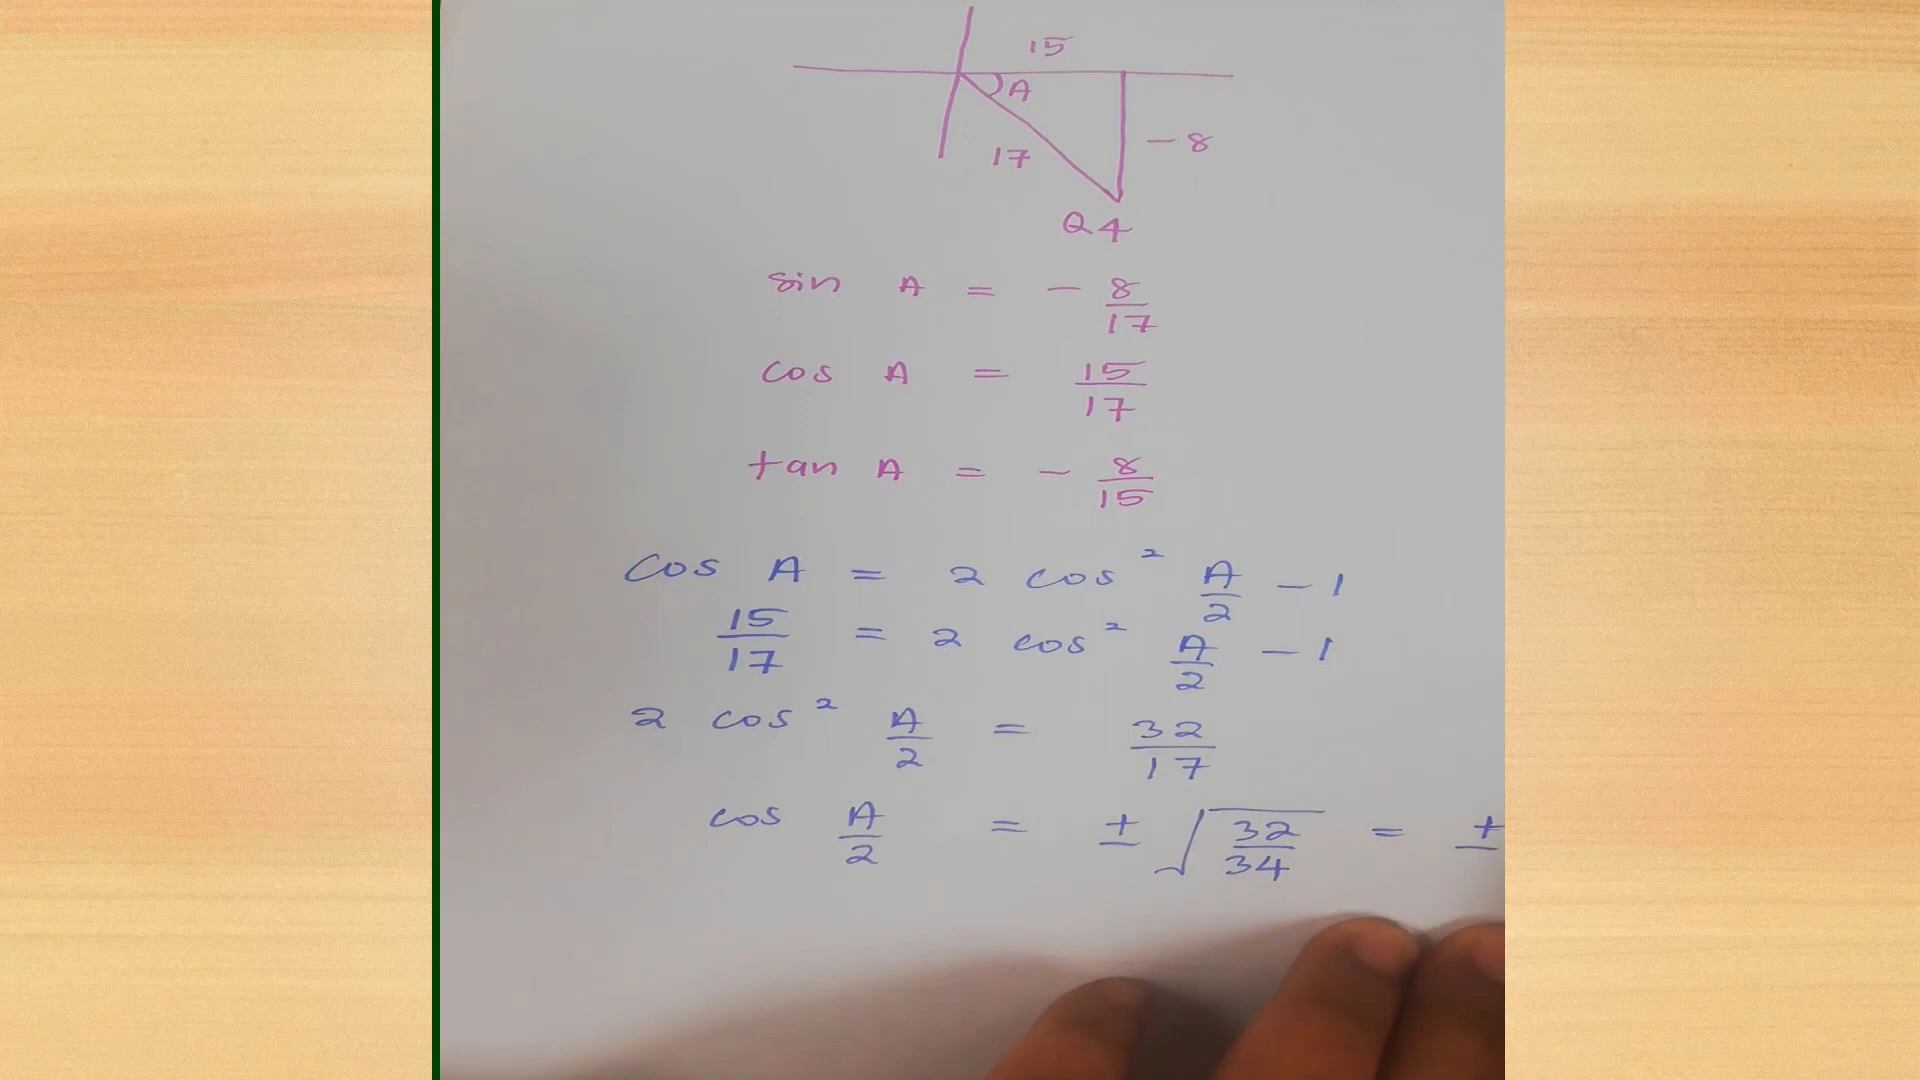 15
A
- 8
17
Q4
sin A = - 8/17
cos A = 15/17
tan A = - 8/15
cos A = 2 cos² A/2 - 1
15/17 = 2 cos² A/2 - 1
2 cos² A/2 = 32/17
cos A/2 = ± √(32/34) = ±